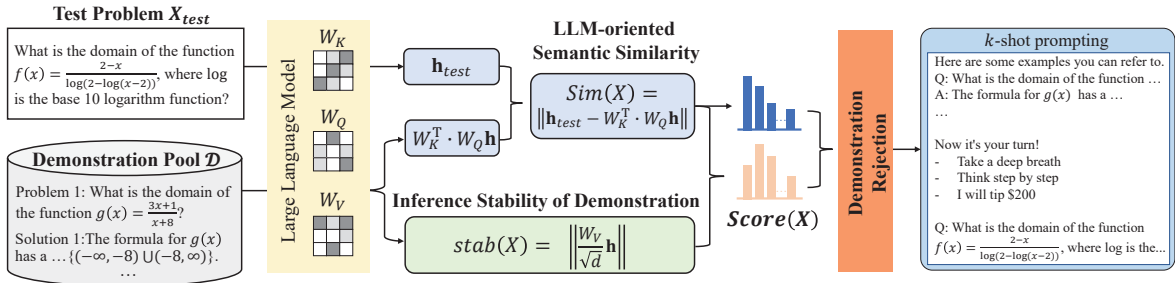 Test Problem X_test
What is the domain of the function
f(x) = \frac{2-x}{\log(2-\log(x-2))}, where log
is the base 10 logarithm function?
Demonstration Pool 𝒟
Problem 1: What is the domain of
the function g(x) = \frac{3x+1}{x+8}?
Solution 1:The formula for g(x)
has a … {(−∞, −8) ⋃(−8, ∞)}.
…
Large Language Model
W_K
W_Q
W_V
h_test
W_K^T · W_Q h
LLM-oriented
Semantic Similarity
Sim(X) =
‖h_test − W_K^T · W_Q h‖
Inference Stability of Demonstration
stab(X) = ‖\frac{W_V}{\sqrt{d}} h‖
Score(X)
Demonstration
Rejection
k-shot prompting
Here are some examples you can refer to.
Q: What is the domain of the function …
A: The formula for g(x) has a …
…
Now it's your turn!
- Take a deep breath
- Think step by step
- I will tip $200
Q: What is the domain of the function
f(x) = \frac{2-x}{\log(2-\log(x-2))}, where log is the...